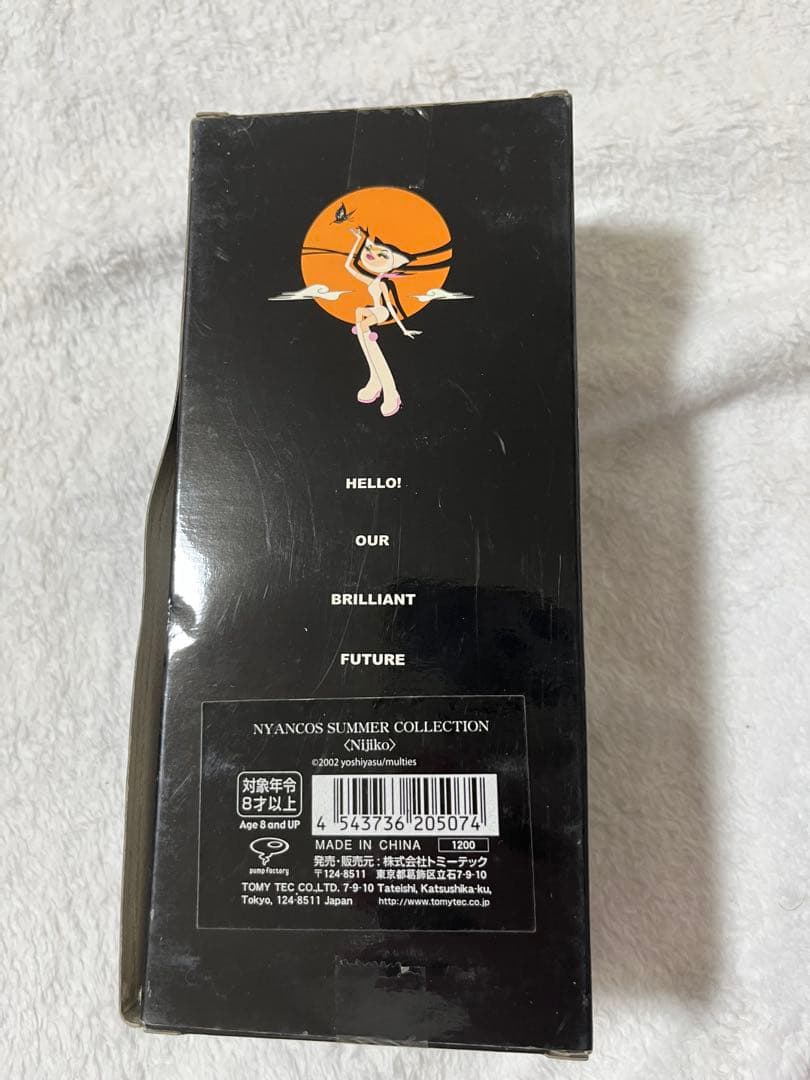 HELLO!
OUR
BRILLIANT
FUTURE
NYANCOS SUMMER COLLECTION
〈Nijiko〉
©2002 yoshiyasu/multies
対象年令
8才以上
Age 8 and UP
4 543736 205074
MADE IN CHINA 1200
pump factory
発売・販売元：株式会社トミーテック
〒124-8511 東京都葛飾区立石7-9-10
TOMY TEC CO.,LTD. 7-9-10 Tateishi, Katsushika-ku,
Tokyo, 124-8511 Japan http://www.tomytec.co.jp